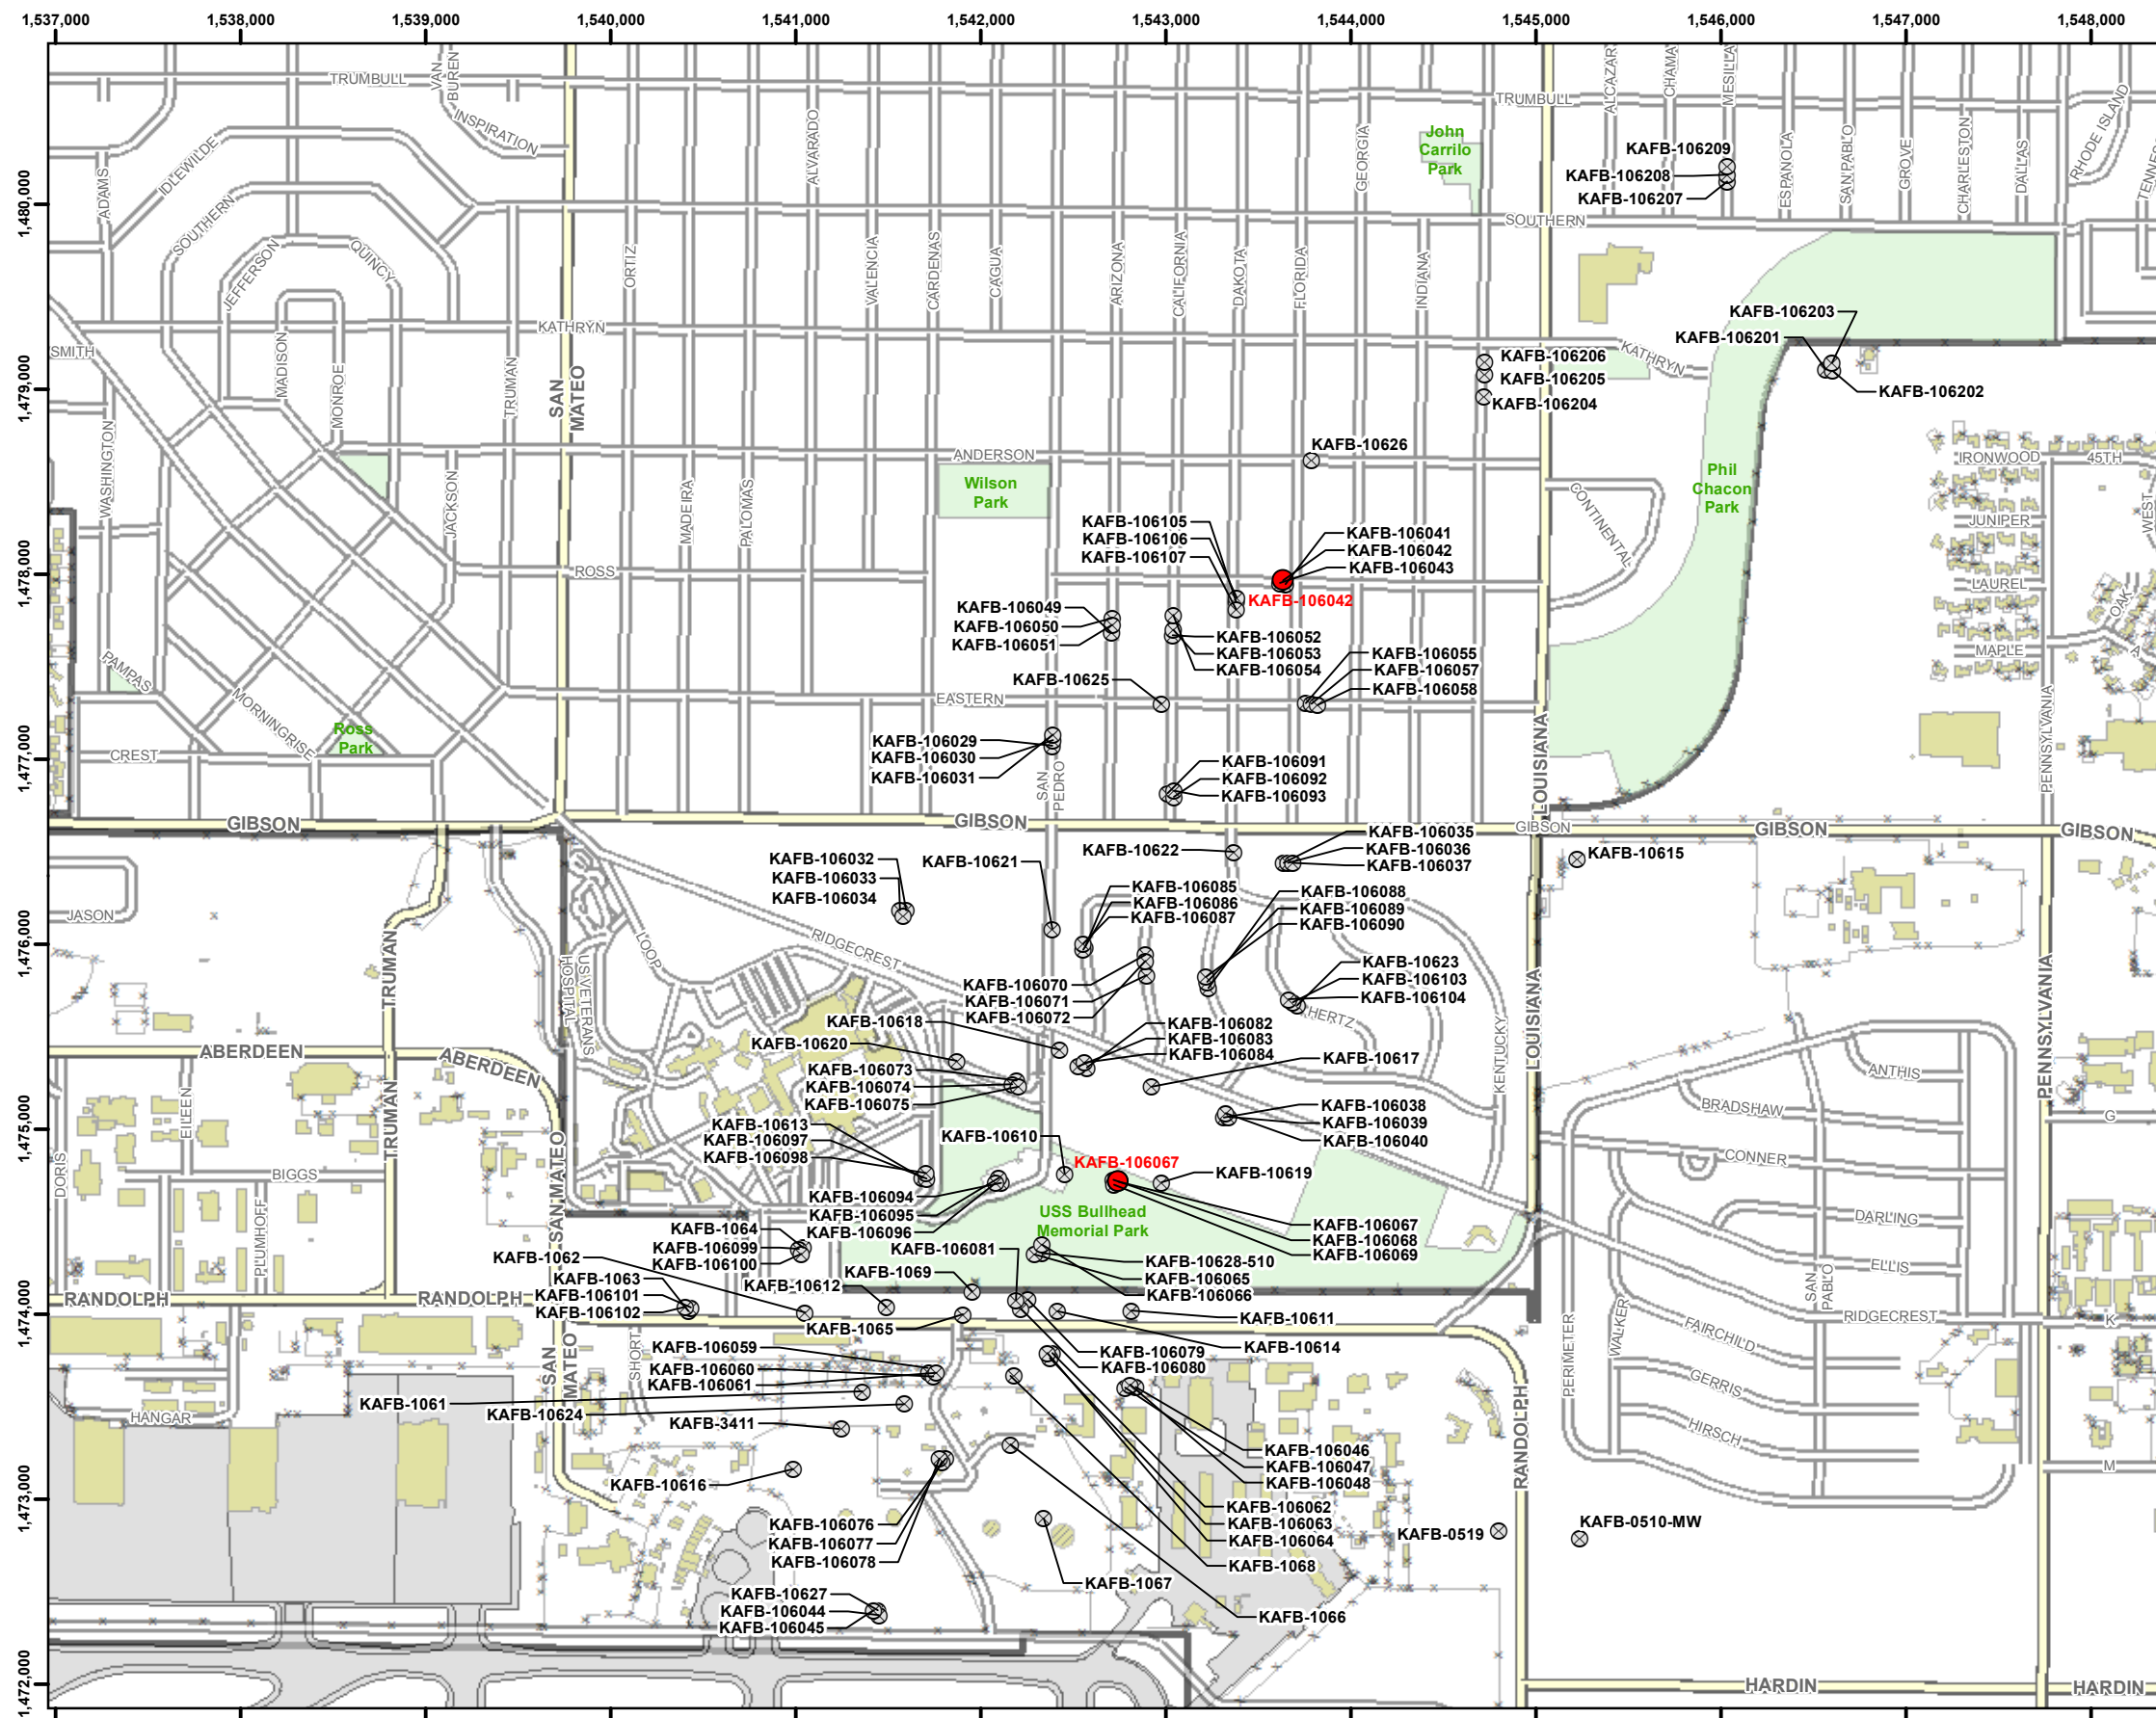 1,537,000
1,538,000
1,539,000
1,540,000
1,541,000
1,542,000
1,543,000
1,544,000
1,545,000
1,546,000
1,547,000
1,548,000
1,480,000
1,479,000
1,478,000
1,477,000
1,476,000
1,475,000
1,474,000
1,473,000
1,472,000
TRUMBULL
VAN
BUREN
INSPIRATION
IDLEWILDE
ADAMS
SOUTHERN
JEFFERSON
QUINCY
MADISON
MONROE
TRUMAN
KATHRYN
SMITH
WASHINGTON
JACKSON
SAN
MATEO
ORTIZ
ALVARADO
VALENCIA
CARDENAS
CAGUA
ARIZONA
CALIFORNIA
DAKOTA
FLORIDA
GEORGIA
INDIANA
John
Carrilo
Park
TRUMBULL
ALCAZAR
CHAMA
MESILLA
KAFB-106209
KAFB-106208
KAFB-106207
ESPANOLA
SAN PABLO
GROVE
CHARLESTON
DALLAS
RHODE ISLAND
SOUTHERN
KAFB-106203
KAFB-106201
KAFB-106202
KATHRYN
KAFB-106206
KAFB-106205
KAFB-106204
KAFB-10626
ANDERSON
Wilson
Park
MADEIRA
PALOMAS
ROSS
Phil
Chacon
Park
CONTINENTAL
IRONWOOD
45TH
WEST
JUNIPER
LAUREL
OAK
MAPLE
KAFB-106105
KAFB-106106
KAFB-106107
KAFB-106041
KAFB-106042
KAFB-106043
KAFB-106042
KAFB-106049
KAFB-106050
KAFB-106051
KAFB-106052
KAFB-106053
KAFB-106054
KAFB-106055
KAFB-106057
KAFB-106058
KAFB-10625
EASTERN
PAMPAS
MORNINGRISE
Ross
Park
CREST
KAFB-106029
KAFB-106030
KAFB-106031
SAN
PEDRO
KAFB-106091
KAFB-106092
KAFB-106093
LOUISIANA
PENNSYLVANIA
GIBSON
GIBSON
GIBSON
GIBSON
GIBSON
KAFB-106035
KAFB-106036
KAFB-106037
KAFB-10622
KAFB-10615
KAFB-106032
KAFB-106033
KAFB-106034
KAFB-10621
KAFB-106085
KAFB-106086
KAFB-106087
KAFB-106088
KAFB-106089
KAFB-106090
JASON
TRUMAN
LOOP
RIDGECREST
US VETERANS
HOSPITAL
KAFB-10623
KAFB-106103
KAFB-106104
HERTZ
KAFB-106070
KAFB-106071
KAFB-106072
KAFB-10618
KAFB-10620
KAFB-106082
KAFB-106083
KAFB-106084
KAFB-10617
KENTUCKY
LOUISIANA
PENNSYLVANIA
ABERDEEN
ABERDEEN
KAFB-106073
KAFB-106074
KAFB-106075
ANTHIS
BRADSHAW
G
EILEEN
TRUMAN
KAFB-106038
KAFB-106039
KAFB-106040
KAFB-10613
KAFB-106097
KAFB-106098
KAFB-10610
KAFB-106067
KAFB-10619
CONNER
DORIS
BIGGS
SAN MATEO
PLUMHOFF
KAFB-106094
KAFB-106095
KAFB-106096
USS Bullhead
Memorial Park
KAFB-106067
KAFB-106068
KAFB-106069
DARLING
KAFB-1064
KAFB-106099
KAFB-106100
KAFB-106081
KAFB-1062
KAFB-1063
KAFB-106101
KAFB-106102
KAFB-10612
KAFB-1069
KAFB-10628-510
KAFB-106065
KAFB-106066
ELLIS
SAN
PABLO
RANDOLPH
RANDOLPH
KAFB-1065
KAFB-10611
RIDGECREST
K
PERIMETER
WALKER
FAIRCHILD
SAN
MATEO
SHORT
KAFB-106059
KAFB-106060
KAFB-106061
KAFB-106079
KAFB-106080
KAFB-10614
KAFB-1061
KAFB-10624
KAFB-3411
GERRIS
HIRSCH
HANGAR
RANDOLPH
KAFB-106046
KAFB-106047
KAFB-106048
M
KAFB-10616
KAFB-106062
KAFB-106063
KAFB-106064
KAFB-1068
KAFB-106076
KAFB-106077
KAFB-106078
KAFB-0519
KAFB-0510-MW
KAFB-1067
KAFB-1066
KAFB-10627
KAFB-106044
KAFB-106045
HARDIN
HARDIN